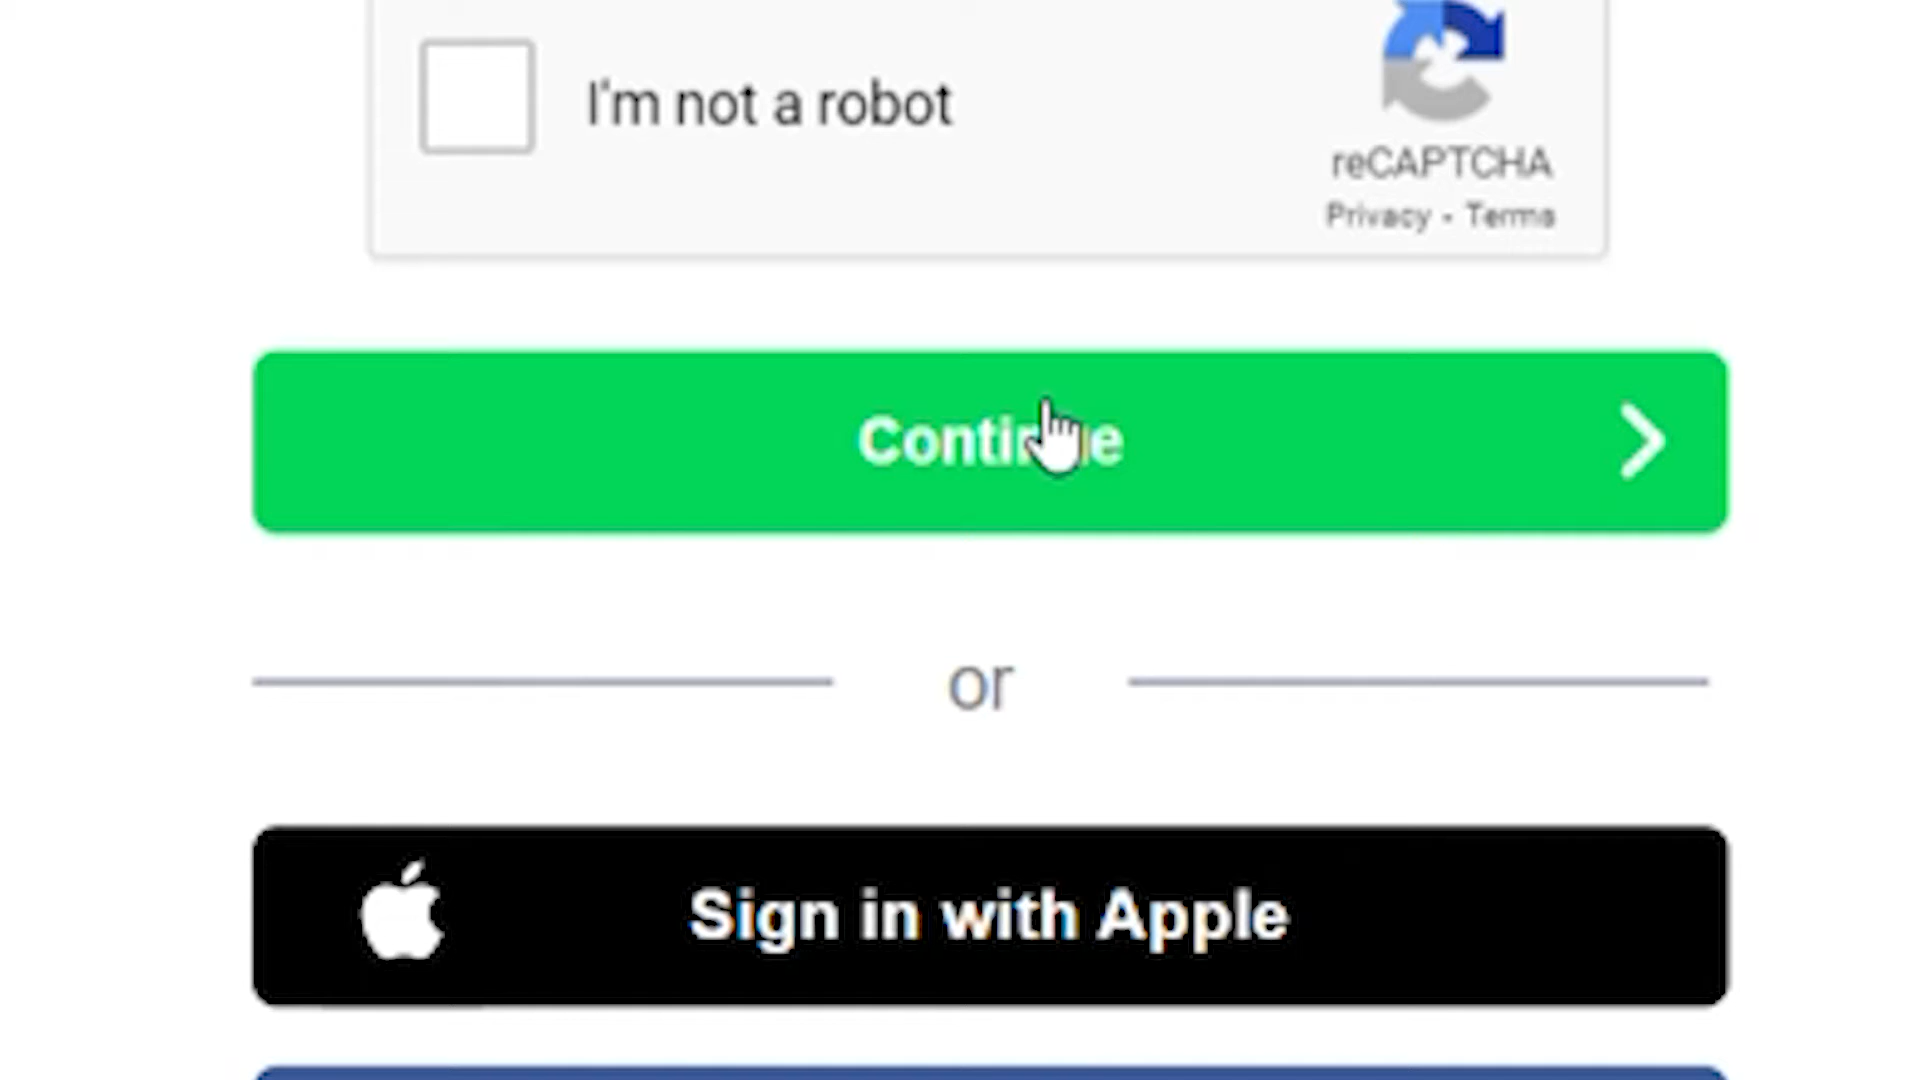 I'm not a robot
reCAPTCHA
Privacy - Terms
Continue
or
Sign in with Apple